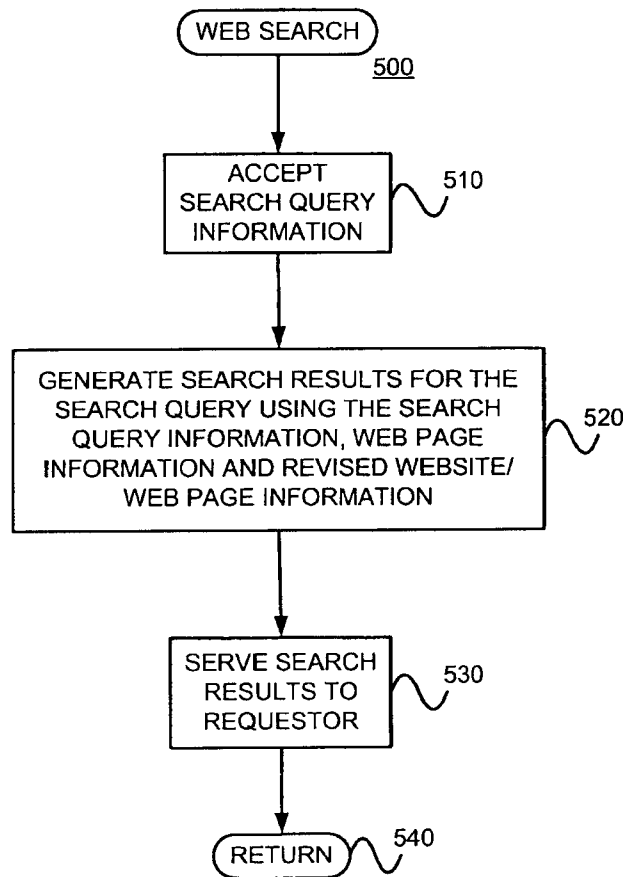 WEB SEARCH
500
ACCEPT
SEARCH QUERY
INFORMATION
510
GENERATE SEARCH RESULTS FOR THE
SEARCH QUERY USING THE SEARCH
QUERY INFORMATION, WEB PAGE
INFORMATION AND REVISED WEBSITE/
WEB PAGE INFORMATION
520
SERVE SEARCH
RESULTS TO
REQUESTOR
530
RETURN
540